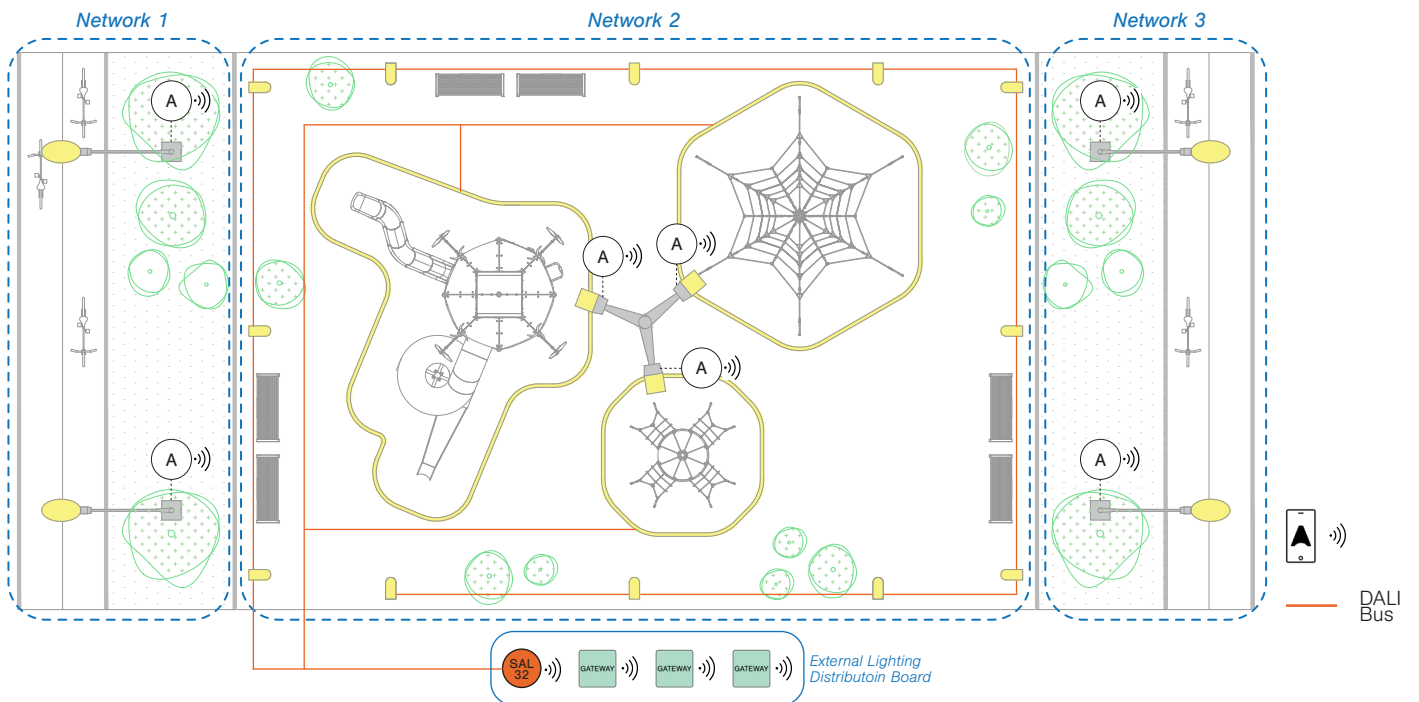 Network 1
Network 2
Network 3
A
A
A
A
A
A
A
SAL
32
GATEWAY
GATEWAY
GATEWAY
External Lighting
Distributoin Board
DALI
Bus